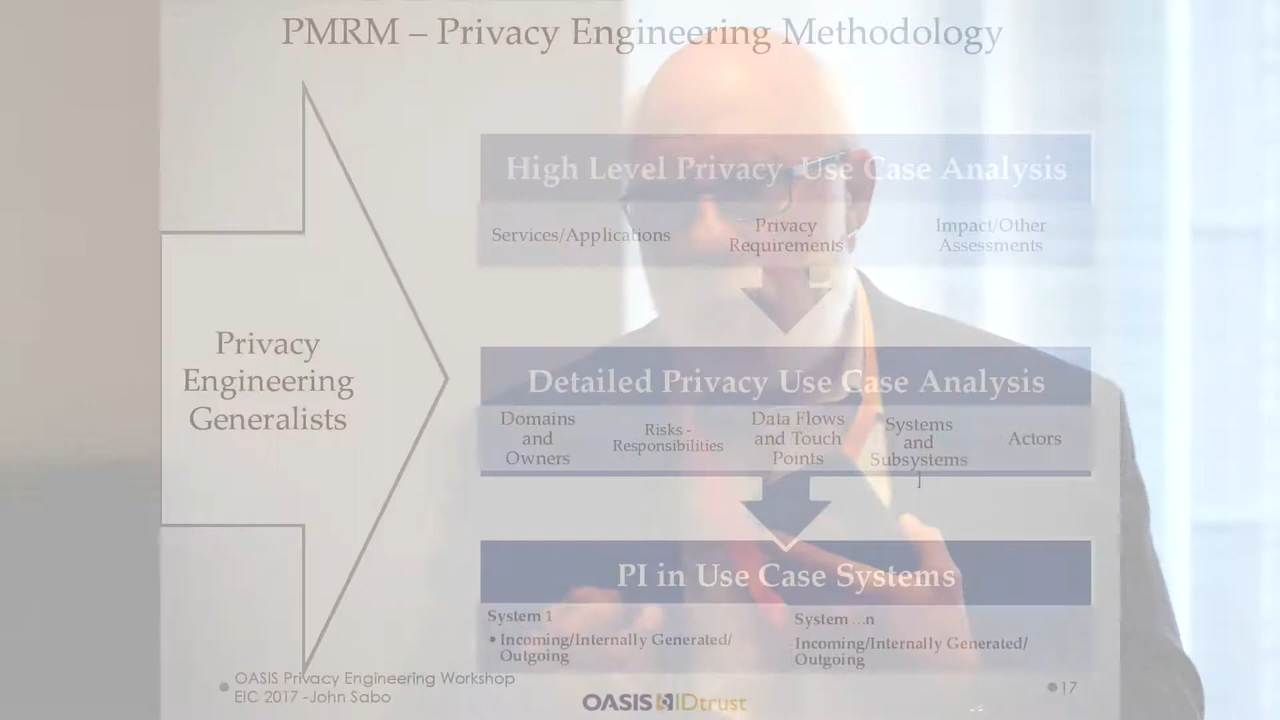 PMRM – Privacy Engineering Methodology
High Level Privacy Use Case Analysis
Services/Applications
Privacy
Requirements
Impact/Other
Assessments
Privacy
Engineering
Generalists
Detailed Privacy Use Case Analysis
Domains
and
Owners
Risks -
Responsibilities
Data Flows
and Touch
Points
Systems
and
Subsystems
]
Actors
PI in Use Case Systems
System 1
• Incoming/Internally Generated/
Outgoing
System …n
Incoming/Internally Generated/
Outgoing
OASIS Privacy Engineering Workshop
EIC 2017 -John Sabo
OASIS IDtrust
17